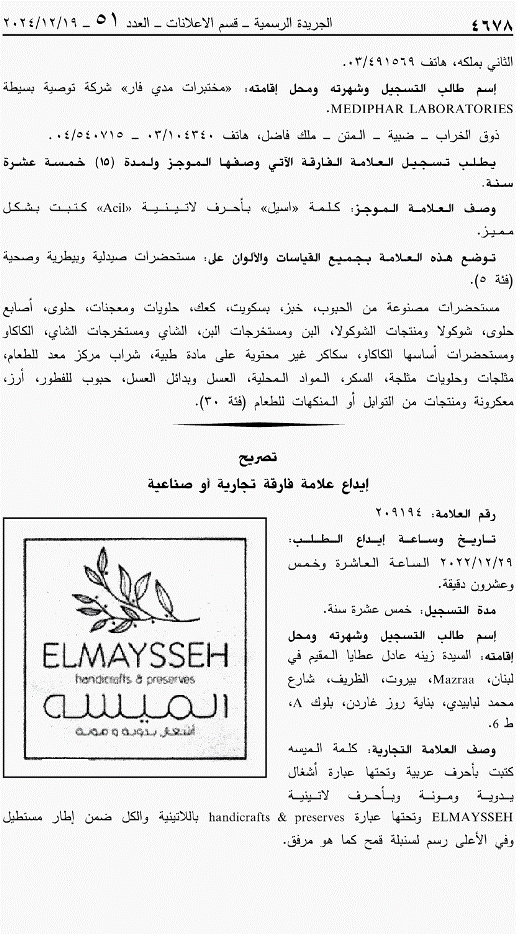 ٤٦٧٨ الجريدة الرسمية ــ قسم الاعلانات ــ العدد ٥١ ــ ٢٠٢٤/١٢/١٩
الثاني بملكه، هاتف ٠٣/٤٩١٥٦٩.
إسم طالب التسجيل وشهرته ومحل إقامته: «مختبرات مدي فار» شركة توصية بسيطة
MEDIPHAR LABORATORIES.
ذوق الخراب ــ ضبية ــ المتن ــ ملك فاضل، هاتف ٠٣/١٠٤٣٤٠ ــ ٠٤/٥٤٠٧١٥.
يطلب تسجيل العلامة الفارقة الآتي وصفها الموجز ولمدة (١٥) خمسة عشرة
سنة.
وصف العلامة الموجز: كلمة «اسيل» بأحرف لاتينية «Acil» كتبت بشكل
مميز.
توضع هذه العلامة بجميع القياسات والألوان على: مستحضرات صيدلية وبيطرية وصحية
(فئة ٥).
مستحضرات مصنوعة من الحبوب، خبز، بسكويت، كعك، حلويات ومعجنات، حلوى، أصابع
حلوى، شوكولا ومنتجات الشوكولا، البن ومستخرجات البن، الشاي ومستخرجات الشاي، الكاكاو
ومستحضرات أساسها الكاكاو، سكاكر غير محتوية على مادة طبية، شراب مركز معد للطعام،
مثلجات وحلويات مثلجة، السكر، المواد المحلية، العسل وبدائل العسل، حبوب للفطور، أرز،
معكرونة ومنتجات من التوابل أو المنكهات للطعام (فئة ٣٠).
تصريح
إيداع علامة فارقة تجارية أو صناعية
رقم العلامة: ٢٠٩١٩٤
تاريخ وساعة إيداع الطلب:
٢٠٢٢/١٢/٢٩ الساعة العاشرة وخمس
وعشرون دقيقة.
مدة التسجيل: خمس عشرة سنة.
إسم طالب التسجيل وشهرته ومحل
إقامته: السيدة زينه عادل عطايا المقيم في
لبنان، Mazraa، بيروت، الظريف، شارع
محمد لبابيدي، بناية روز غاردن، بلوك A،
ط 6.
وصف العلامة التجارية: كلمة الميسه
كتبت بأحرف عربية وتحتها عبارة أشغال
يدوية ومونة وبأحرف لاتينية
ELMAYSSEH وتحتها عبارة handicrafts & preserves باللاتينية والكل ضمن إطار مستطيل
وفي الأعلى رسم لسنبلة قمح كما هو مرفق.
ELMAYSSEH
handicrafts & preserves
الميسه
أشغال يدوية و مونة